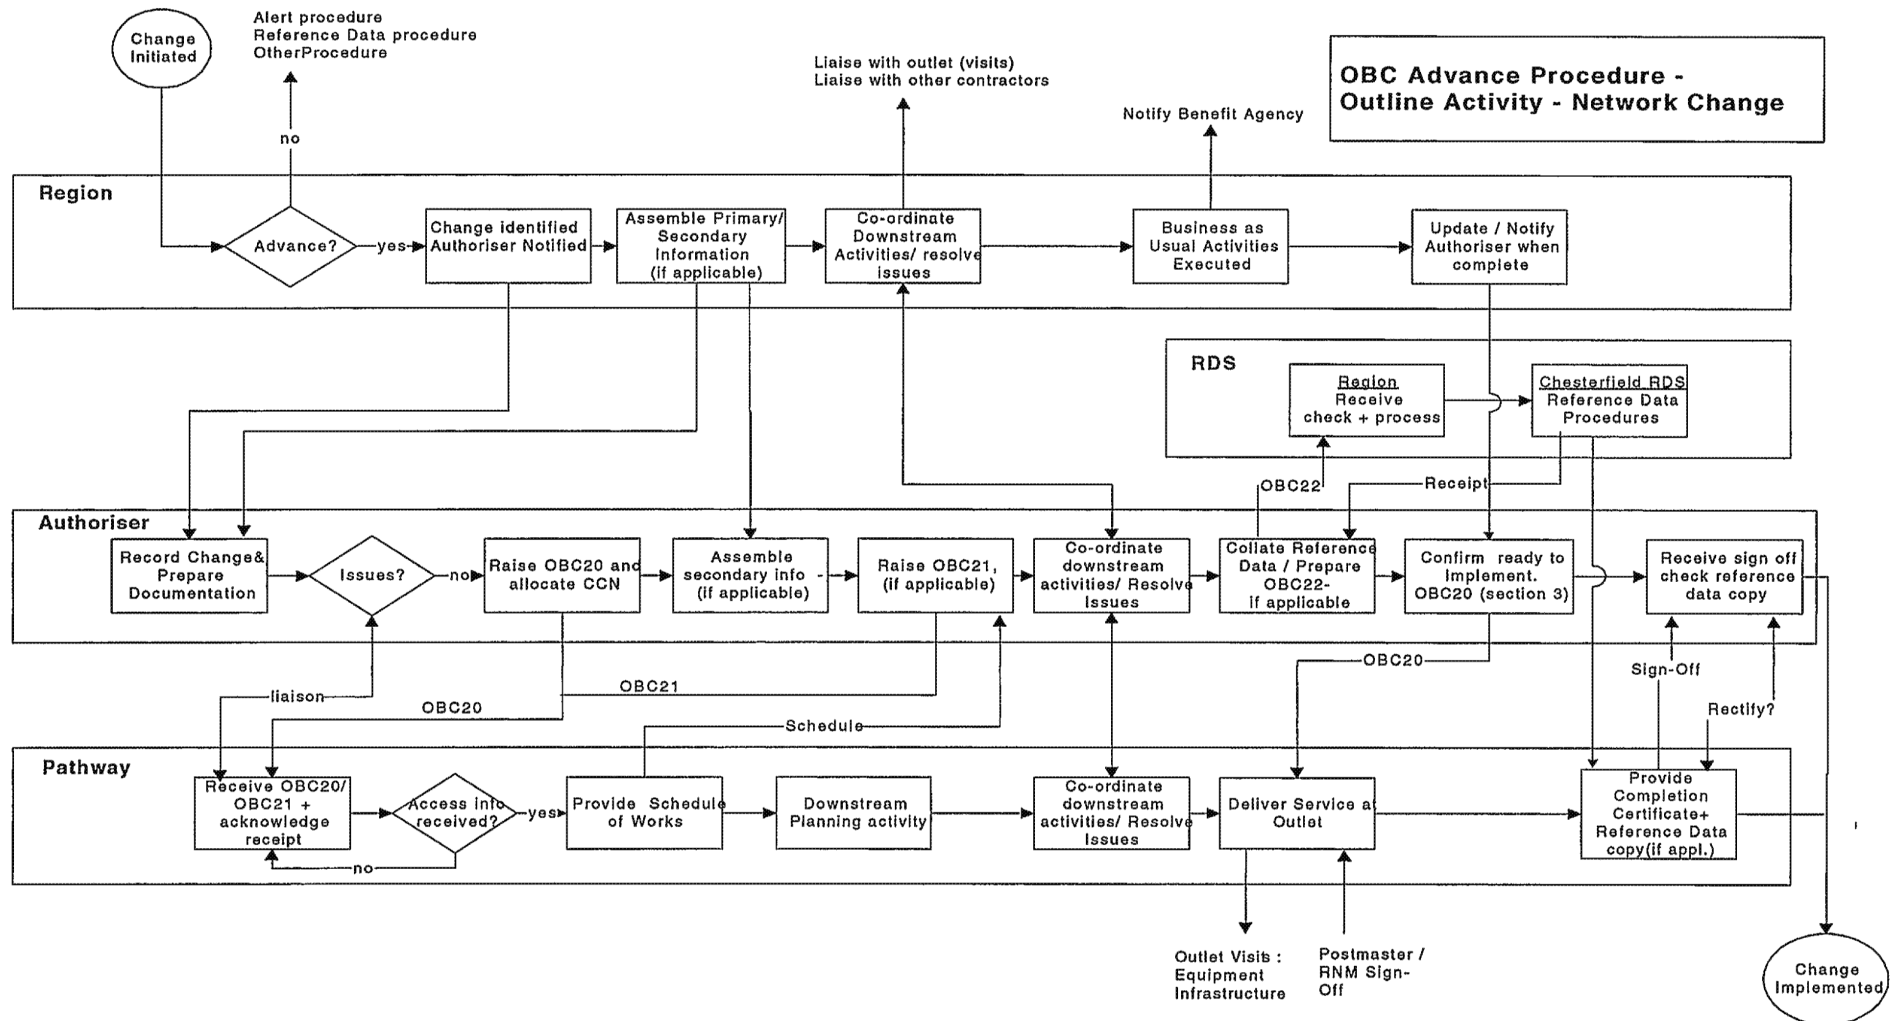 Change
Initiated
Alert procedure
Reference Data procedure
OtherProcedure
no
Liaise with outlet (visits)
Liaise with other contractors
Notify Benefit Agency
OBC Advance Procedure -
Outline Activity - Network Change
Region
Advance?
yes
Change identified
Authoriser Notified
Assemble Primary/
Secondary
Information
(if applicable)
Co-ordinate
Downstream
Activities/ resolve
issues
Business as
Usual Activities
Executed
Update / Notify
Authoriser when
complete
RDS
Region
Receive
check + process
Chesterfield RDS
Reference Data
Procedures
OBC22
Receipt
Authoriser
Record Change&
Prepare
Documentation
Issues?
no
Raise OBC20 and
allocate CCN
Assemble
secondary info -
(if applicable)
Raise OBC21,
(if applicable)
Co-ordinate
downstream
activities/ Resolve
Issues
Collate Reference
Data / Prepare
OBC22-
if applicable
Confirm ready to
Implement.
OBC20 (section 3)
Receive sign off
check reference
data copy
liaison
OBC20
OBC21
Schedule
OBC20
Sign-Off
Rectify?
Pathway
Receive OBC20/
OBC21 +
acknowledge
receipt
Access info
received?
yes
no
Provide Schedule
of Works
Downstream
Planning activity
Co-ordinate
downstream
activities/ Resolve
Issues
Deliver Service at
Outlet
Provide
Completion
Certificate+
Reference Data
copy(if appl.)
Outlet Visits :
Equipment
Infrastructure
Postmaster /
RNM Sign-
Off
Change
Implemented